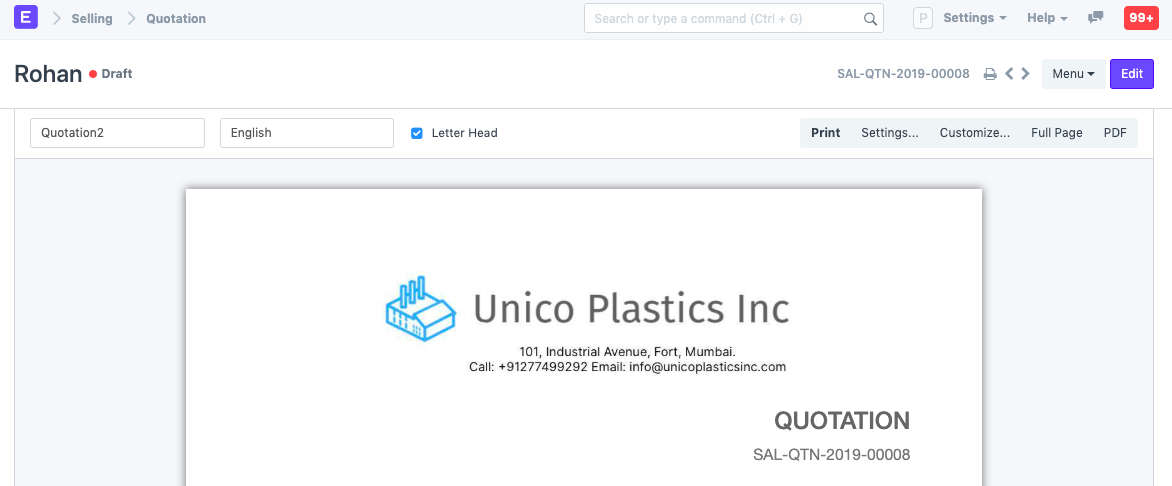 E Selling Quotation Search or type a command (Ctrl + G) P Settings Help 99+
Rohan Draft SAL-QTN-2019-00008 Menu Edit
Quotation2 English Letter Head Print Settings... Customize... Full Page PDF
Unico Plastics Inc
101, Industrial Avenue, Fort, Mumbai.
Call: +91277499292 Email: info@unicoplasticsinc.com
QUOTATION
SAL-QTN-2019-00008